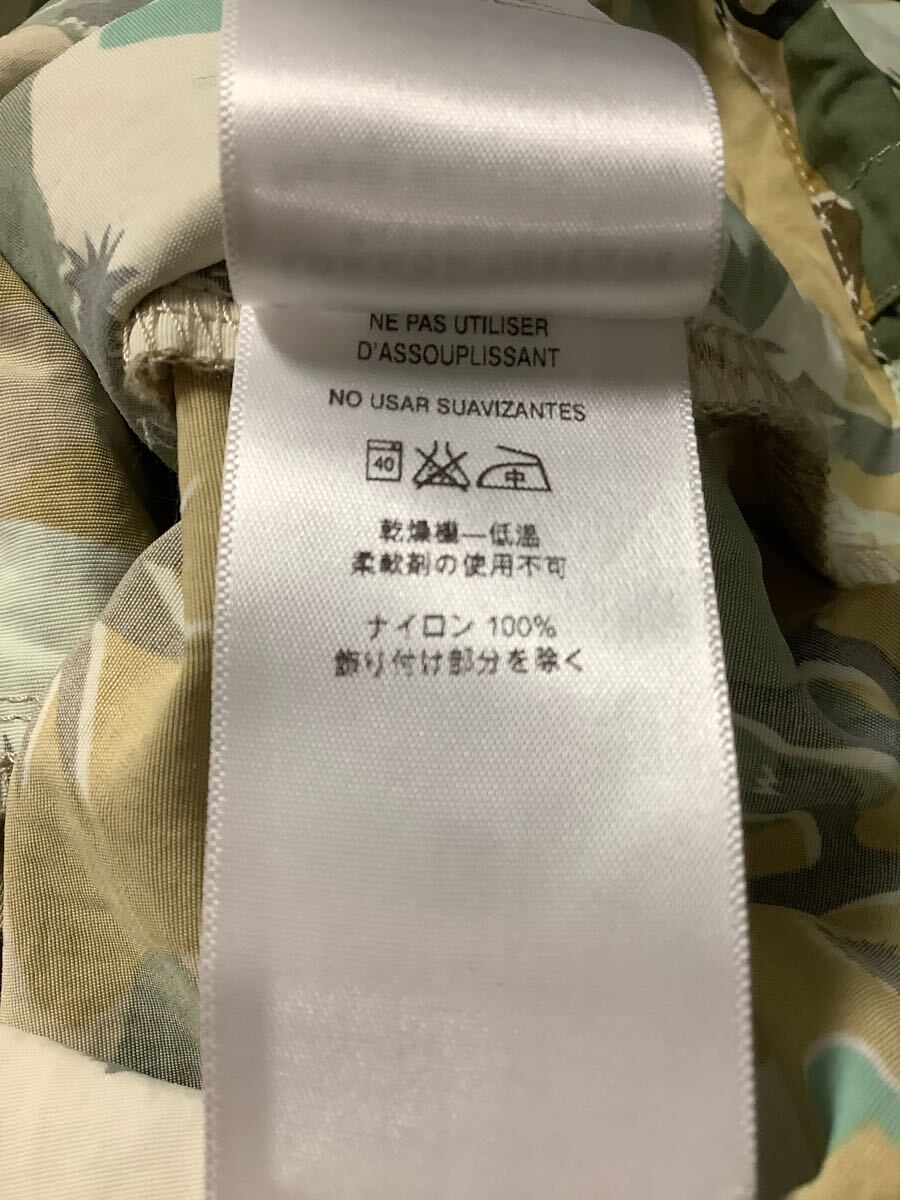 NE PAS UTILISER
D'ASSOUPLISSANT
NO USAR SUAVIZANTES
40 中
乾燥機—低温
柔軟剤の使用不可
ナイロン 100%
飾り付け部分を除く